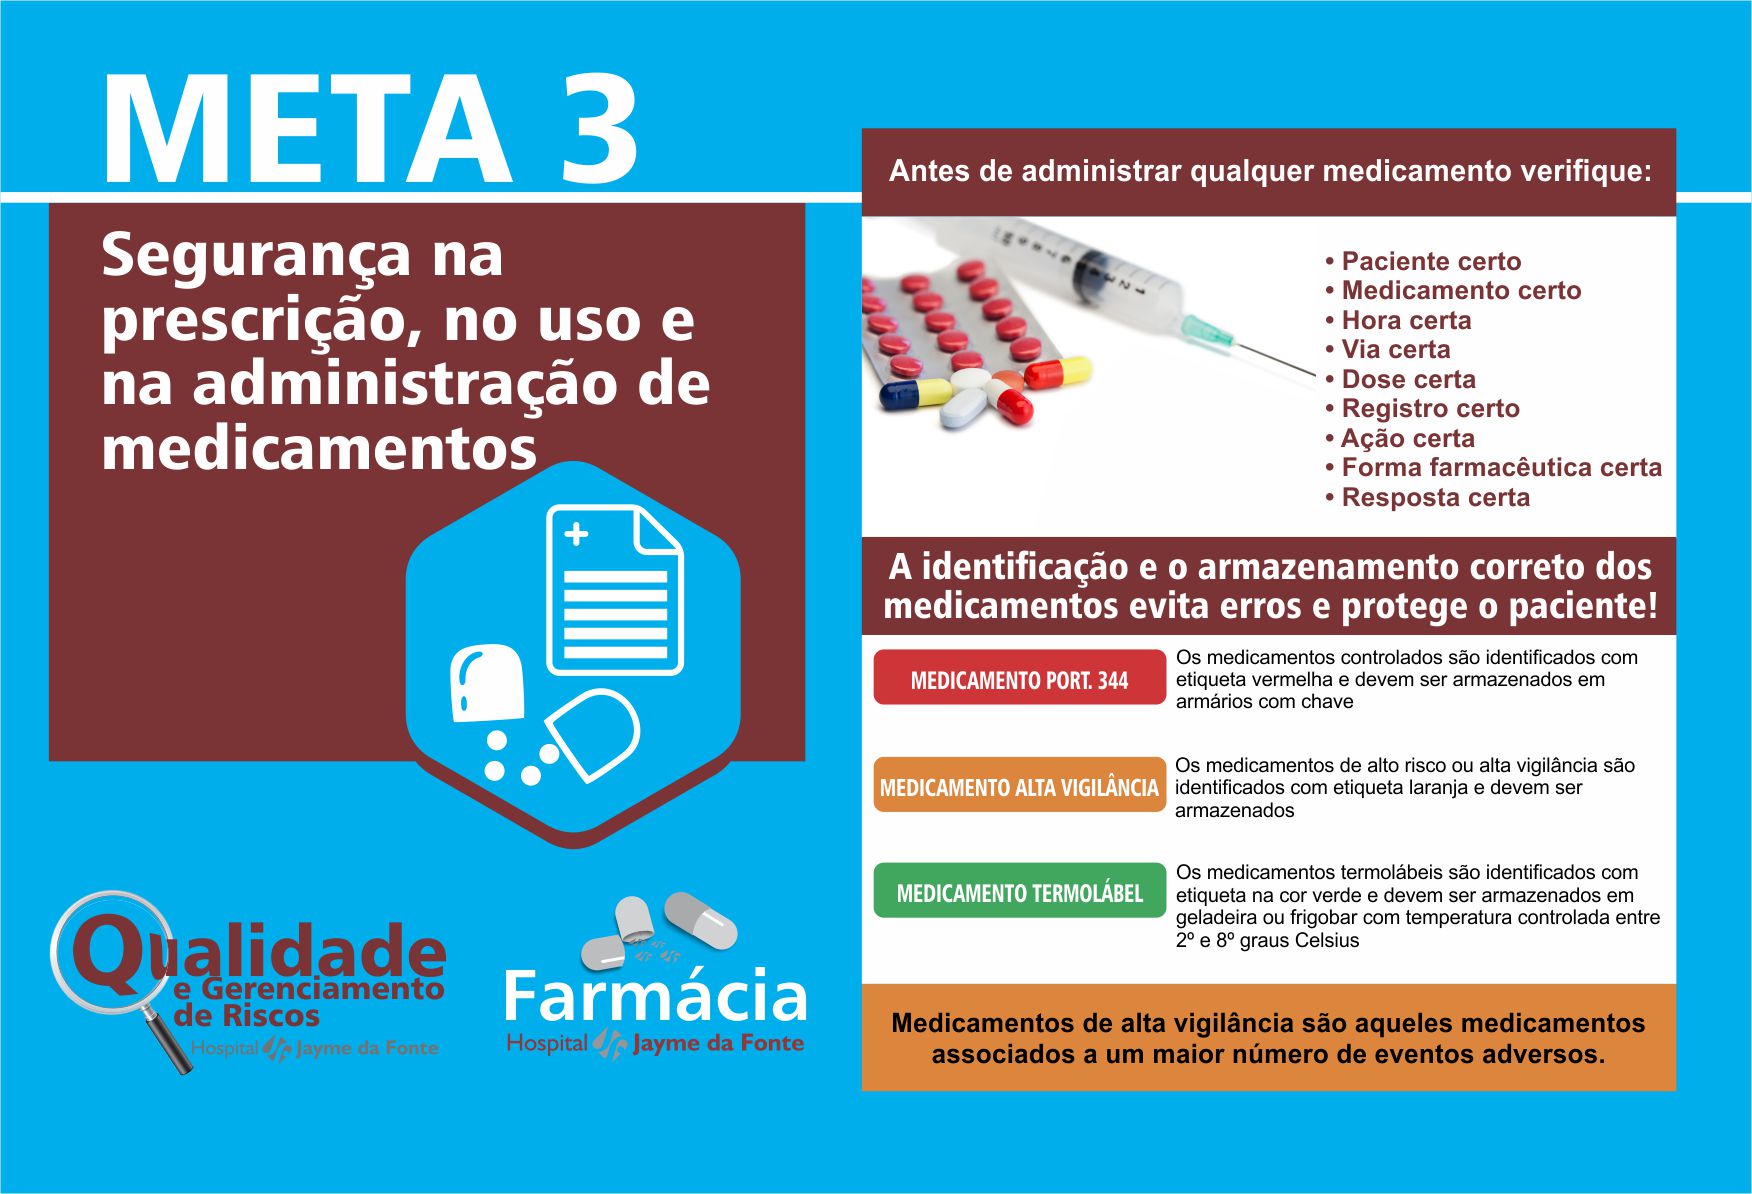 META 3
Segurança na
prescrição, no uso e
na administração de
medicamentos
Qualidade
e Gerenciamento
de Riscos
Hospital Jayme da Fonte
Farmácia
Hospital Jayme da Fonte
Antes de administrar qualquer medicamento verifique:
• Paciente certo
• Medicamento certo
• Hora certa
• Via certa
• Dose certa
• Registro certo
• Ação certa
• Forma farmacêutica certa
• Resposta certa
A identificação e o armazenamento correto dos
medicamentos evita erros e protege o paciente!
MEDICAMENTO PORT. 344
Os medicamentos controlados são identificados com
etiqueta vermelha e devem ser armazenados em
armários com chave
MEDICAMENTO ALTA VIGILÂNCIA
Os medicamentos de alto risco ou alta vigilância são
identificados com etiqueta laranja e devem ser
armazenados
MEDICAMENTO TERMOLÁBEL
Os medicamentos termolábeis são identificados com
etiqueta na cor verde e devem ser armazenados em
geladeira ou frigobar com temperatura controlada entre
2º e 8º graus Celsius
Medicamentos de alta vigilância são aqueles medicamentos
associados a um maior número de eventos adversos.